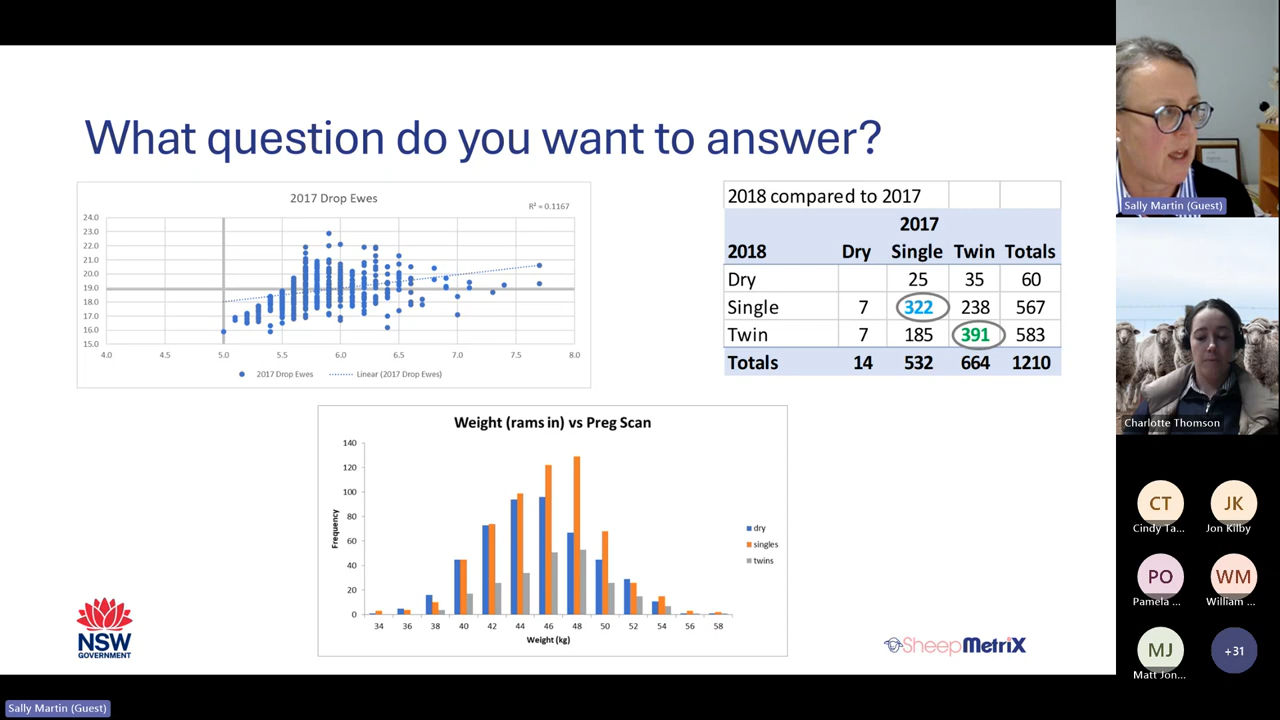 What question do you want to answer?
2017 Drop Ewes
R² = 0.1167
24.0
23.0
22.0
21.0
20.0
19.0
18.0
17.0
16.0
15.0
4.0 4.5 5.0 5.5 6.0 6.5 7.0 7.5 8.0
2017 Drop Ewes Linear (2017 Drop Ewes)
2018 compared to 2017
2017
2018 Dry Single Twin Totals
Dry 25 35 60
Single 7 322 238 567
Twin 7 185 391 583
Totals 14 532 664 1210
Weight (rams in) vs Preg Scan
Frequency
140
120
100
80
60
40
20
0
34 36 38 40 42 44 46 48 50 52 54 56 58
Weight (kg)
dry
singles
twins
NSW
GOVERNMENT
SheepMetriX
Sally Martin (Guest)
Charlotte Thomson
CT JK
Cindy Ta... Jon Kilby
PO WM
Pamela ... William ...
MJ +31
Matt Jon...
Sally Martin (Guest)